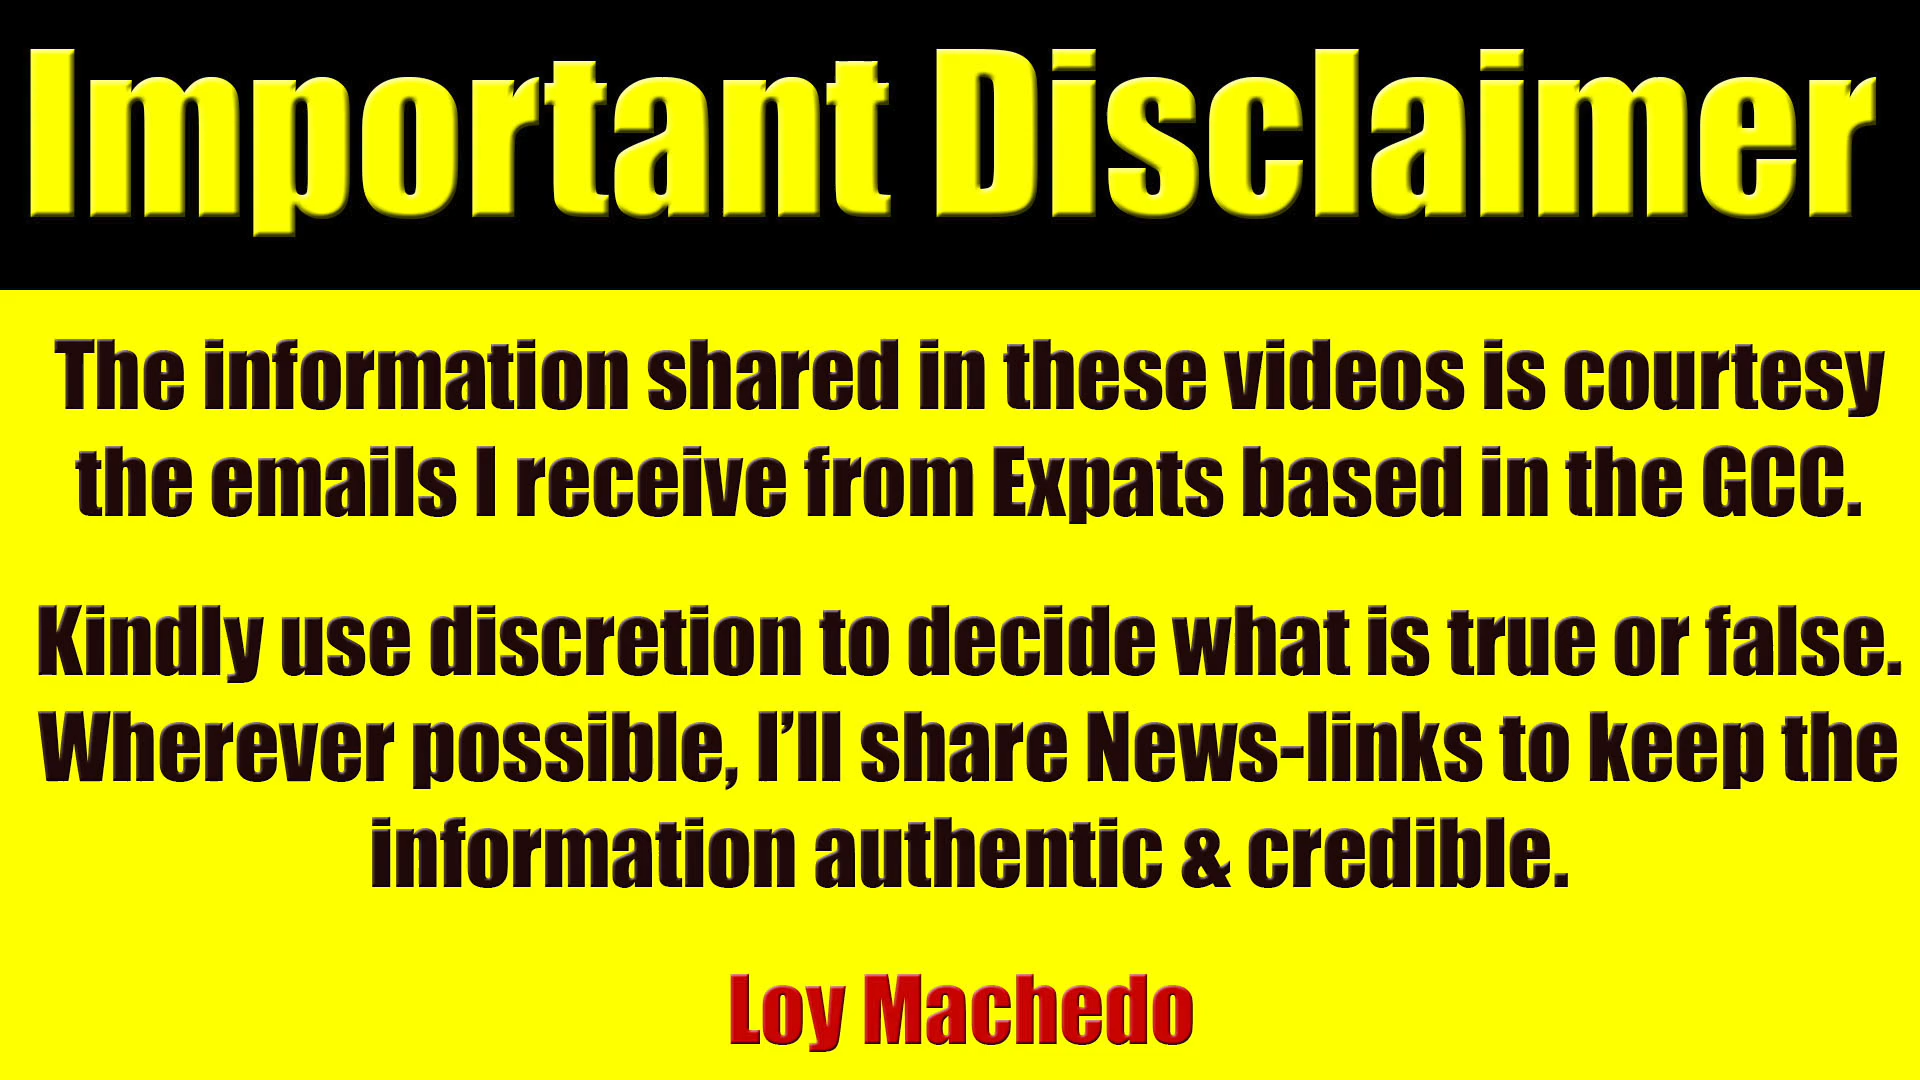 Important Disclaimer
The information shared in these videos is courtesy
the emails I receive from Expats based in the GCC.
Kindly use discretion to decide what is true or false.
Wherever possible, I’ll share News-links to keep the
information authentic & credible.
Loy Machedo